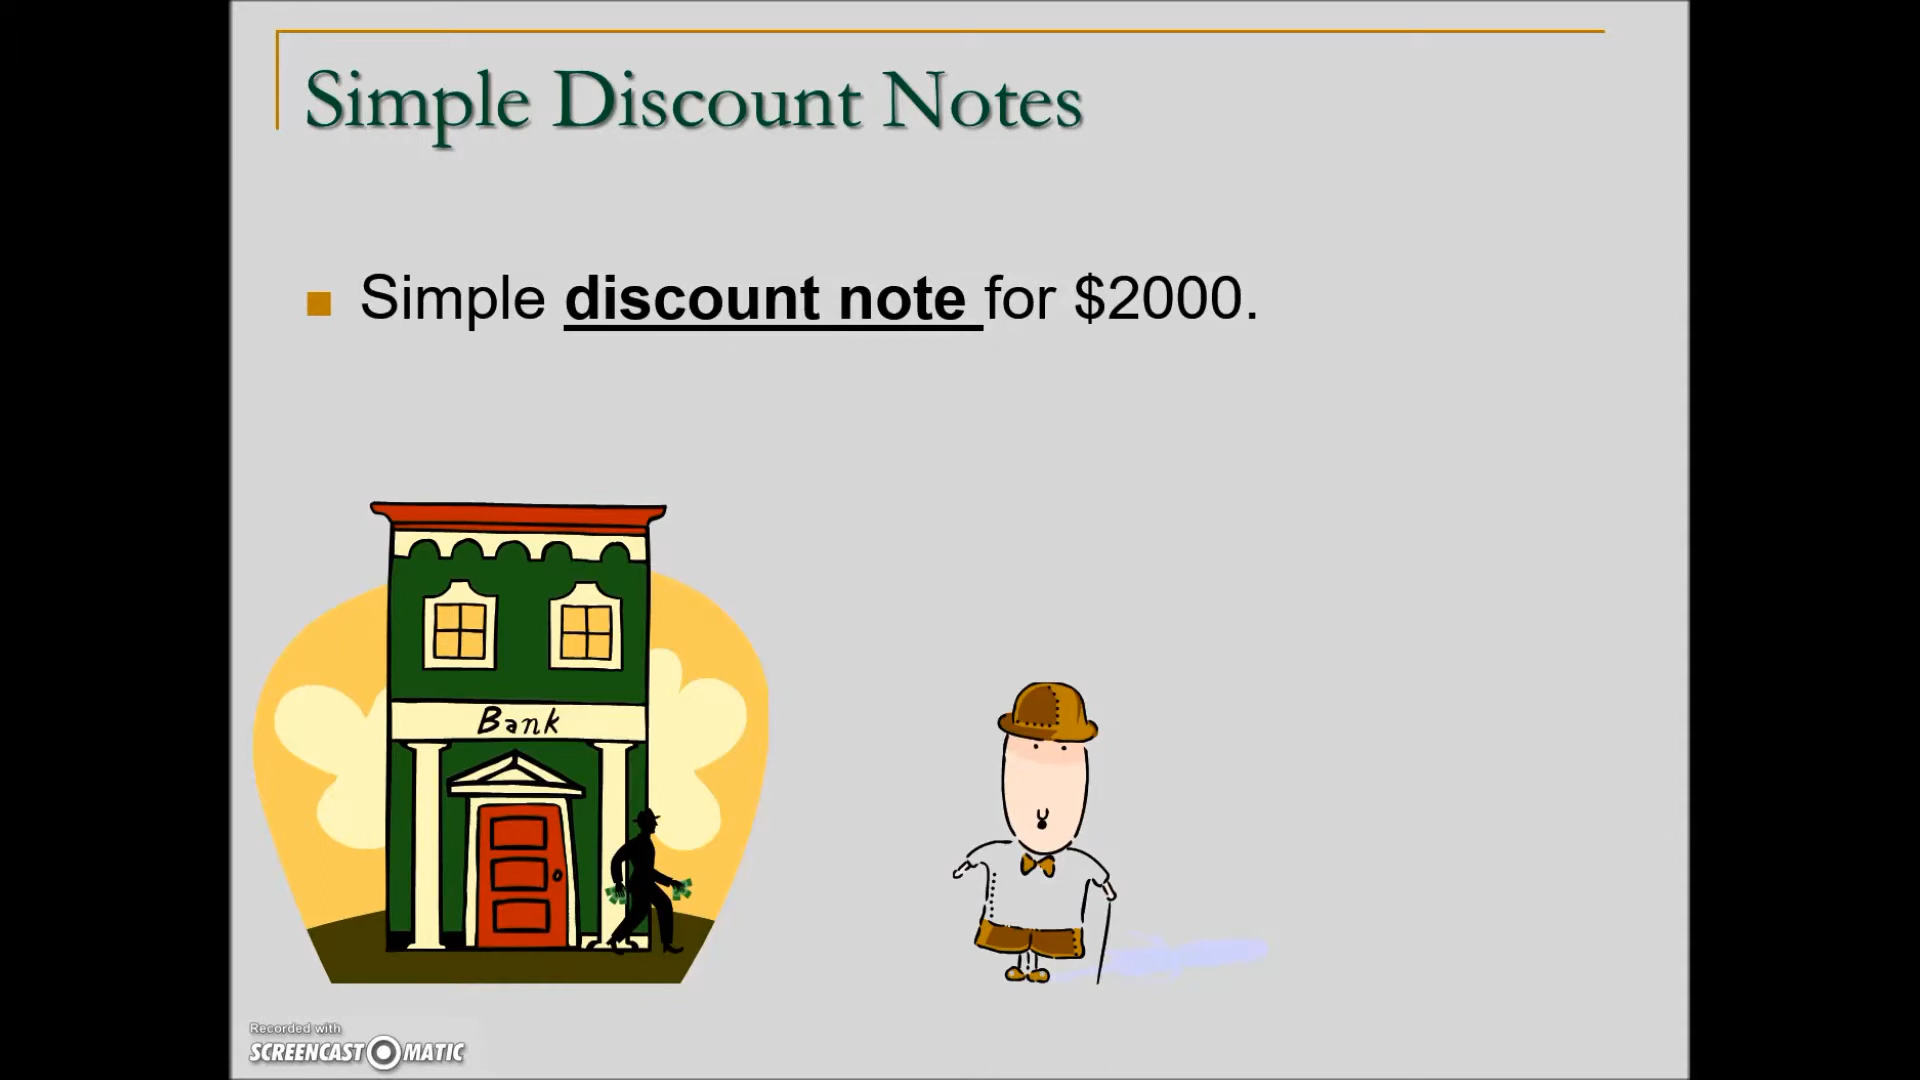 Simple Discount Notes
Simple discount note for $2000.
Bank
Recorded with
SCREENCAST MATIC